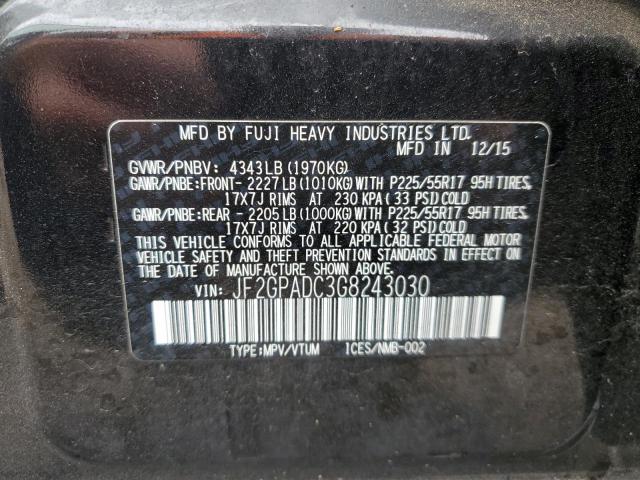 MFD BY FUJI HEAVY INDUSTRIES LTD.
MFD IN 12/15
GVWR/PNBV: 4343LB (1970KG)
GAWR/PNBE:FRONT- 2227LB (1010KG) WITH P225/55R17 95H TIRES,
17X7J RIMS AT 230 KPA ( 33 PSI) COLD
GAWR/PNBE:REAR - 2205LB (1000KG) WITH P225/55R17 95H TIRES,
17X7J RIMS AT 220 KPA ( 32 PSI) COLD
THIS VEHICLE CONFORMS TO ALL APPLICABLE FEDERAL MOTOR
VEHICLE SAFETY AND THEFT PREVENTION STANDARDS IN
EFFECT ON THE DATE OF MANUFACTURE SHOWN ABOVE.
VIN: JF2GPADC3G8243030
TYPE:MPV/VTUM ICES/NMB-002